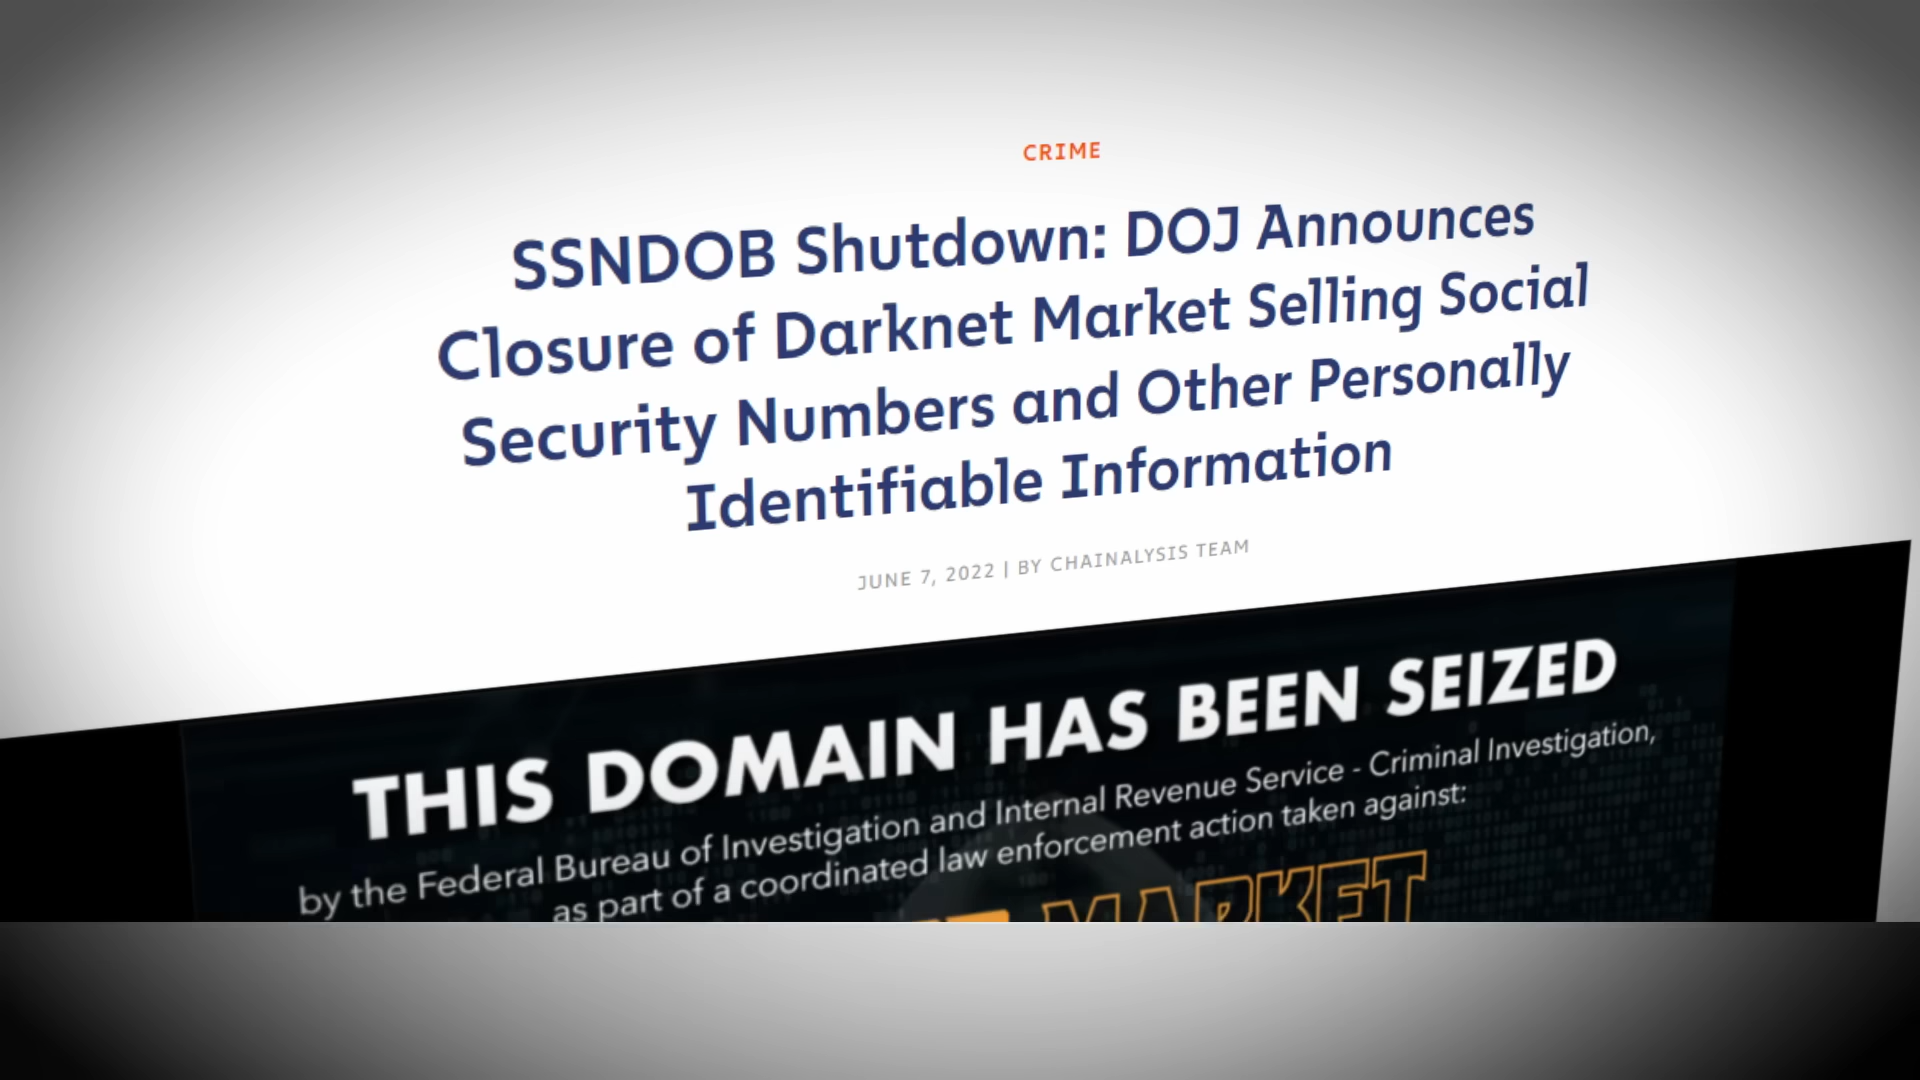 CRIME
SSNDOB Shutdown: DOJ Announces
Closure of Darknet Market Selling Social
Security Numbers and Other Personally
Identifiable Information
JUNE 7, 2022 | BY CHAINALYSIS TEAM
THIS DOMAIN HAS BEEN SEIZED
by the Federal Bureau of Investigation and Internal Revenue Service - Criminal Investigation,
as part of a coordinated law enforcement action taken against:
MARKET